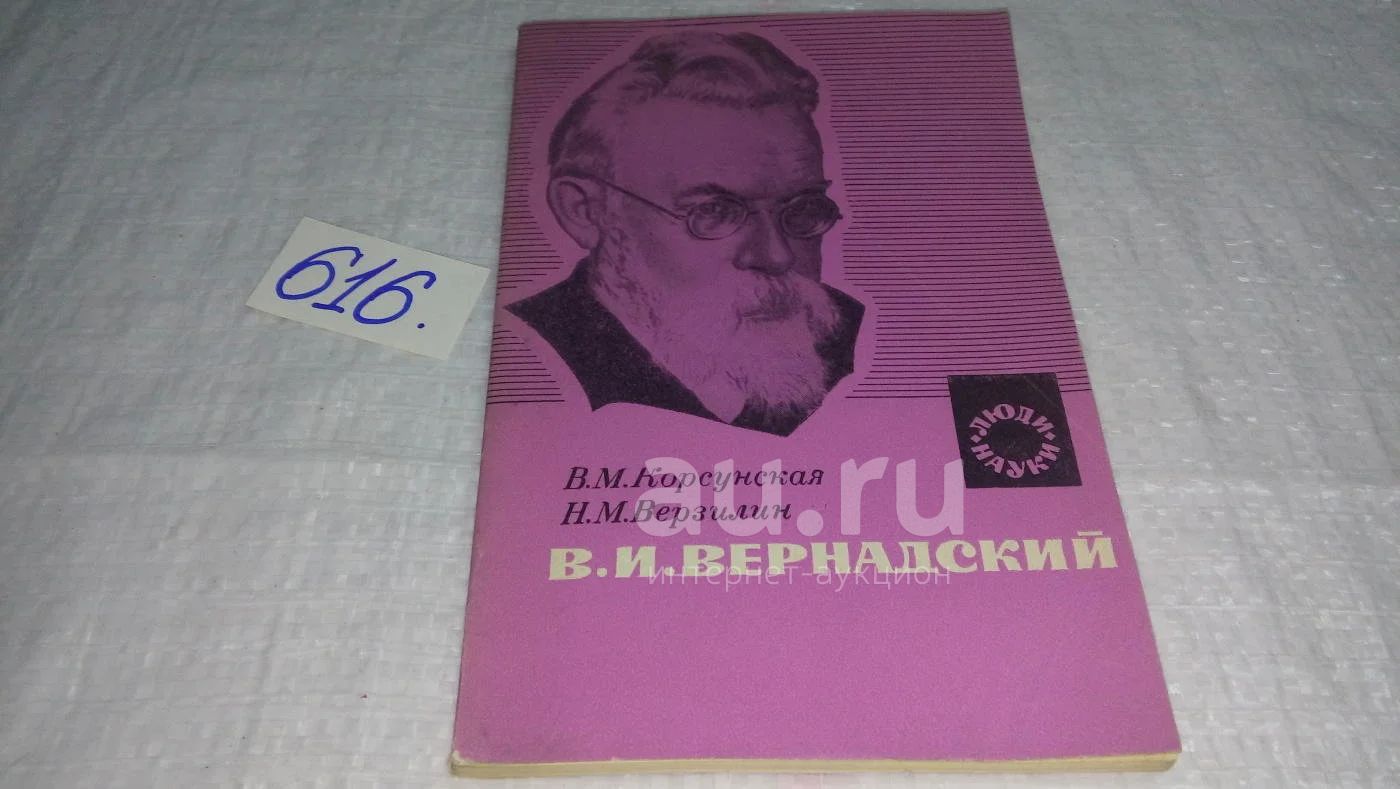 616.
ЛЮДИ
НАУКИ
В.М.Корсунская
Н.М.Верзилин
В.И.ВЕРНАДСКИЙ
au.ru
интернет-аукцион